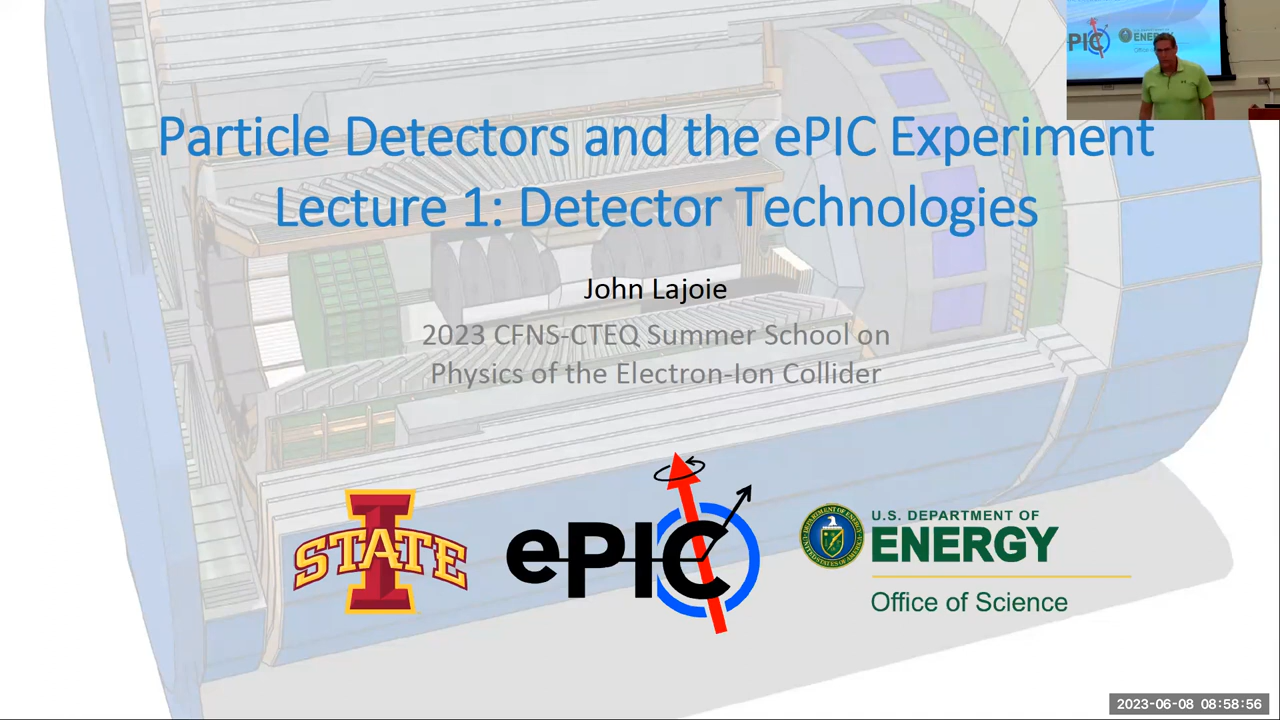 Particle Detectors and the ePIC Experiment
Lecture 1: Detector Technologies
John Lajoie
2023 CFNS-CTEQ Summer School on
Physics of the Electron-Ion Collider
I
STATE
ePIC
U.S. DEPARTMENT OF
ENERGY
Office of Science
PIC
ENERGY
2023-06-08 08:58:56